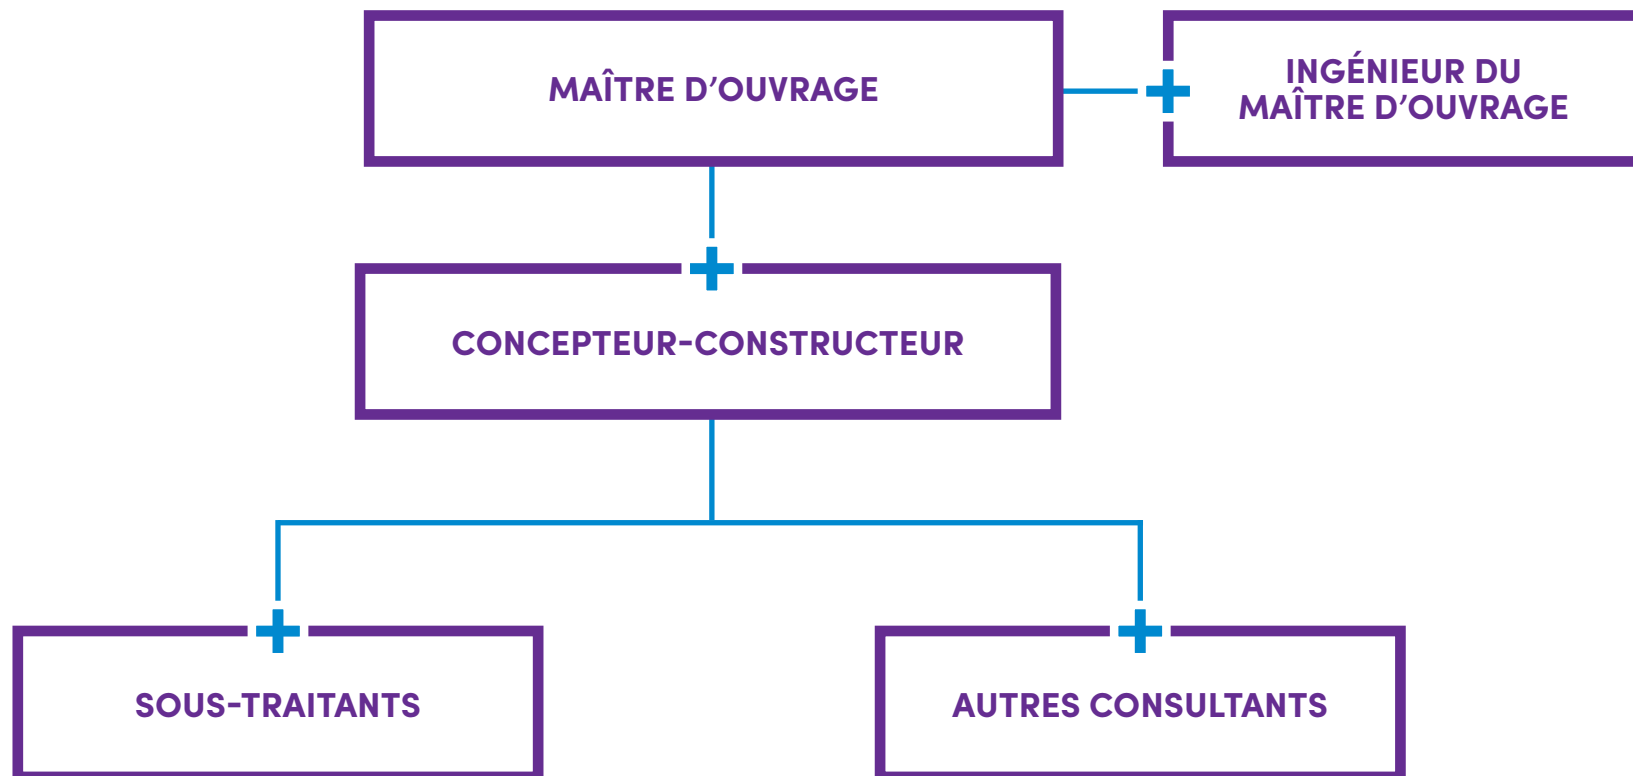 MAÎTRE D’OUVRAGE
INGÉNIEUR DU
MAÎTRE D’OUVRAGE
CONCEPTEUR-CONSTRUCTEUR
SOUS-TRAITANTS
AUTRES CONSULTANTS